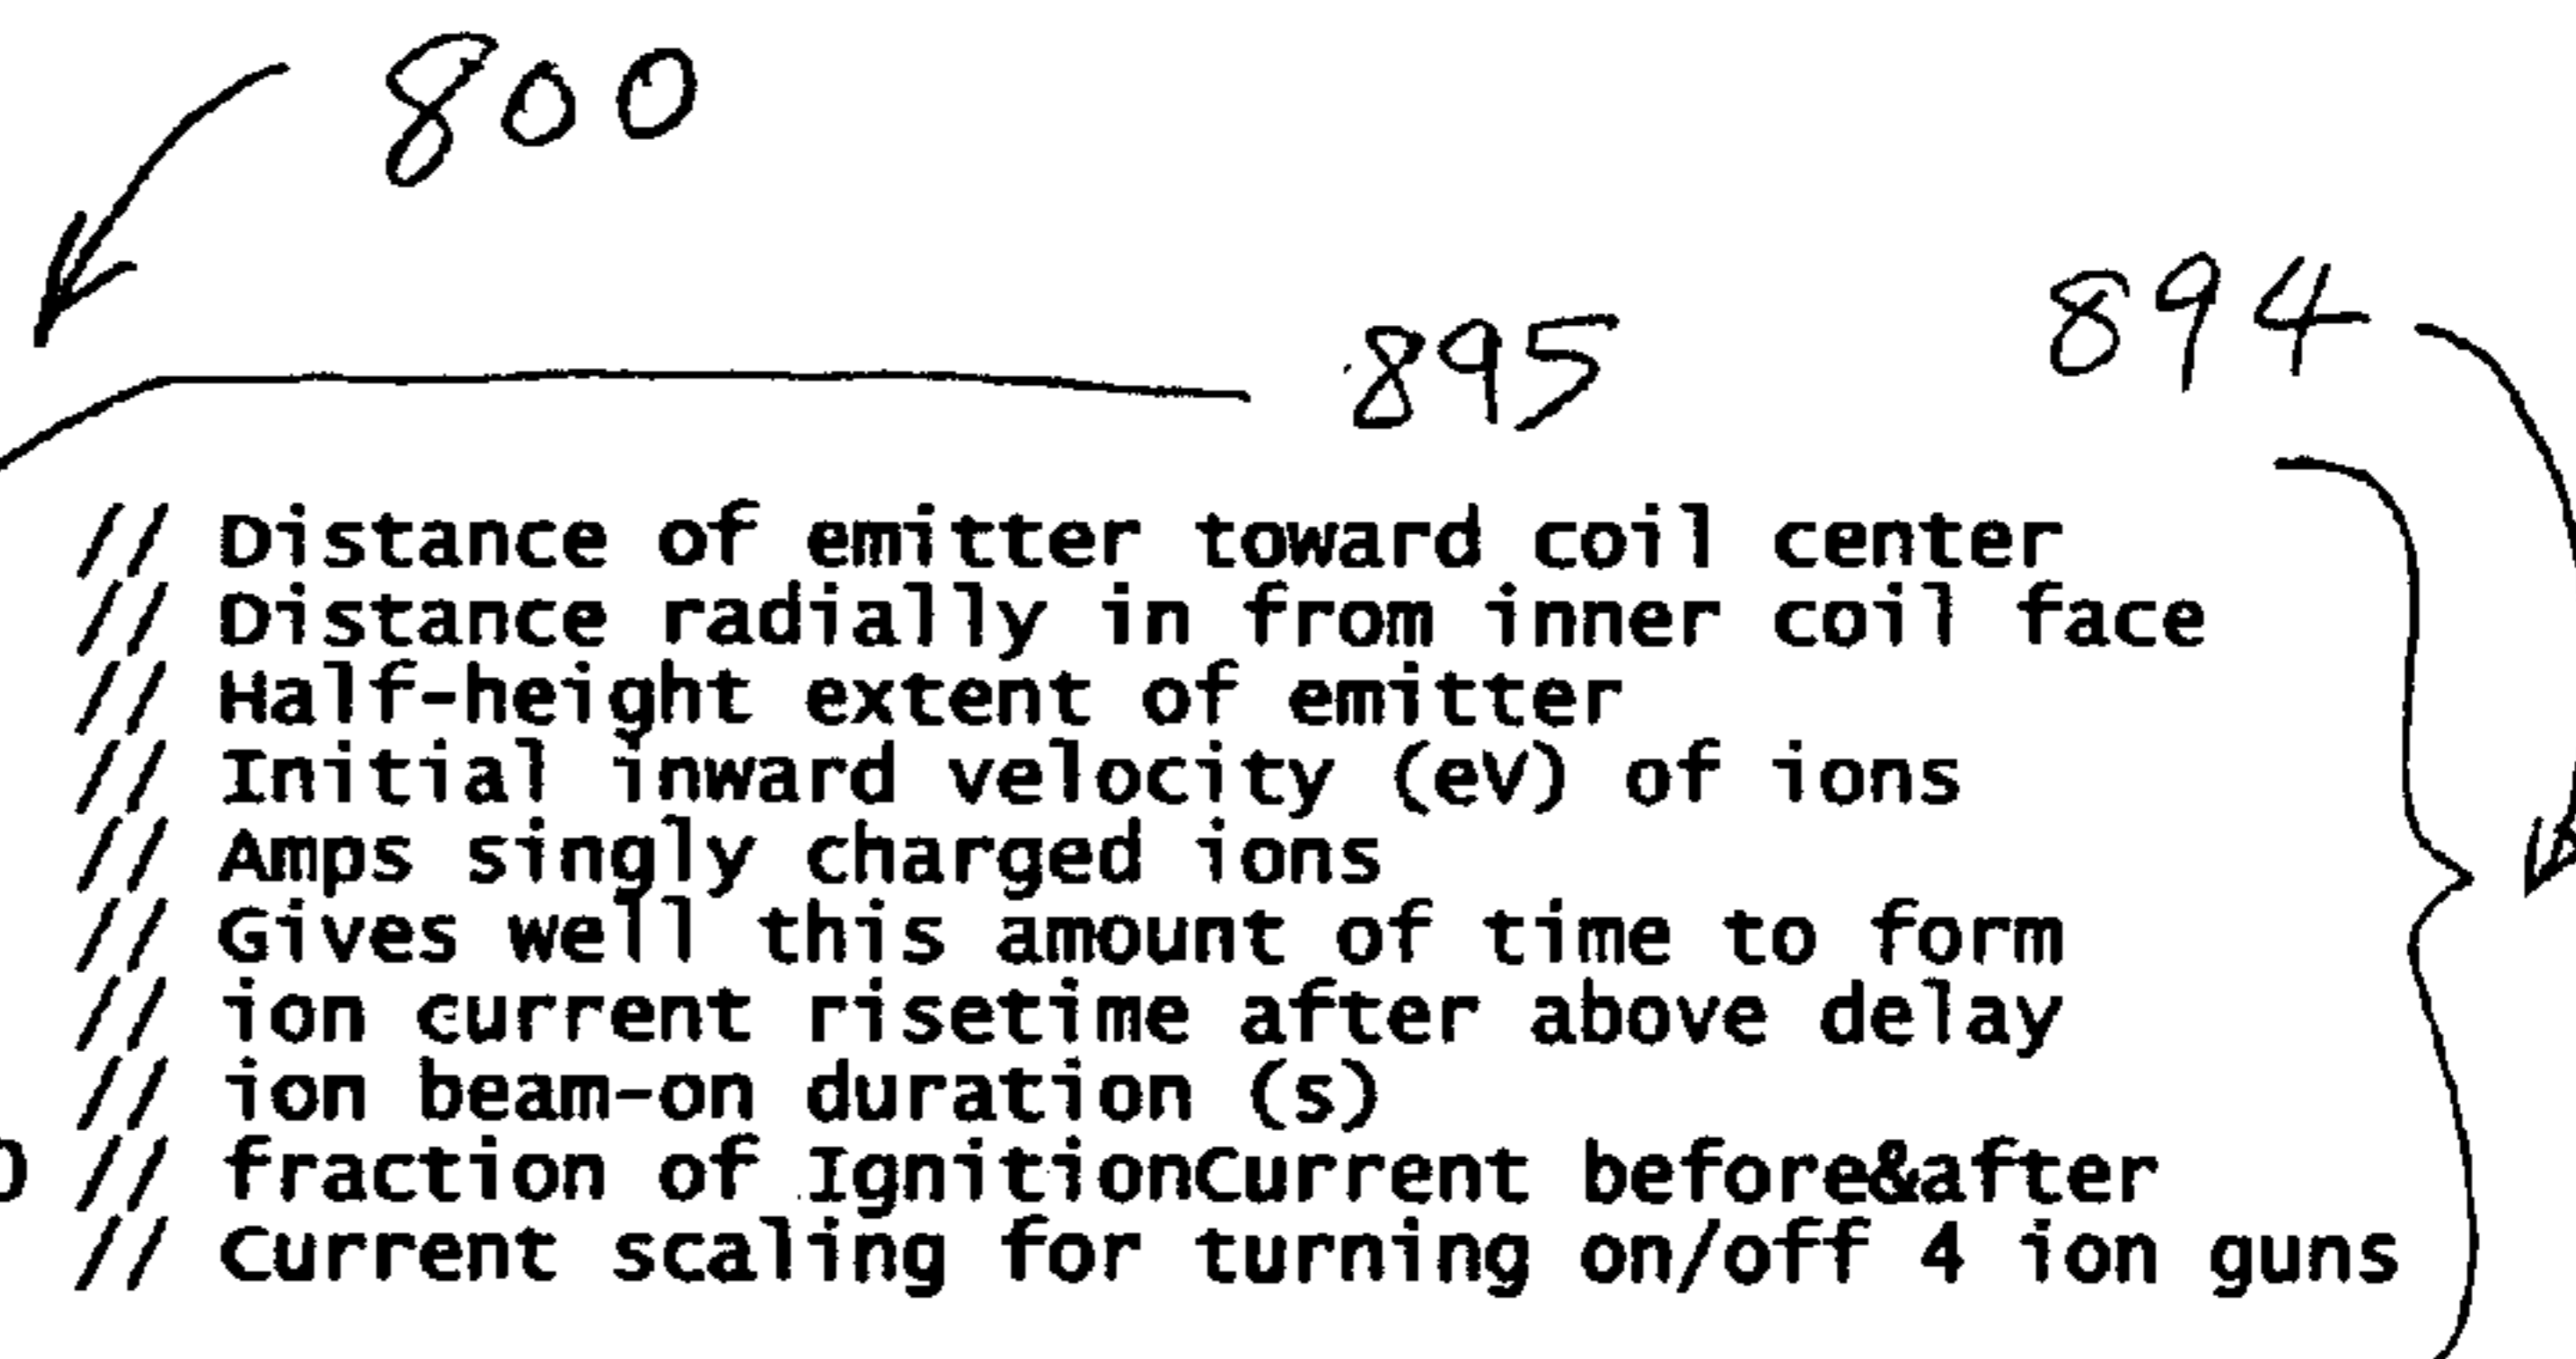 800
895
894
// Distance of emitter toward coil center
// Distance radially in from inner coil face
// Half-height extent of emitter
// Initial inward velocity (eV) of ions
// Amps singly charged ions
// Gives well this amount of time to form
// ion current risetime after above delay
// ion beam-on duration (s)
// fraction of IgnitionCurrent before&after
// Current scaling for turning on/off 4 ion guns